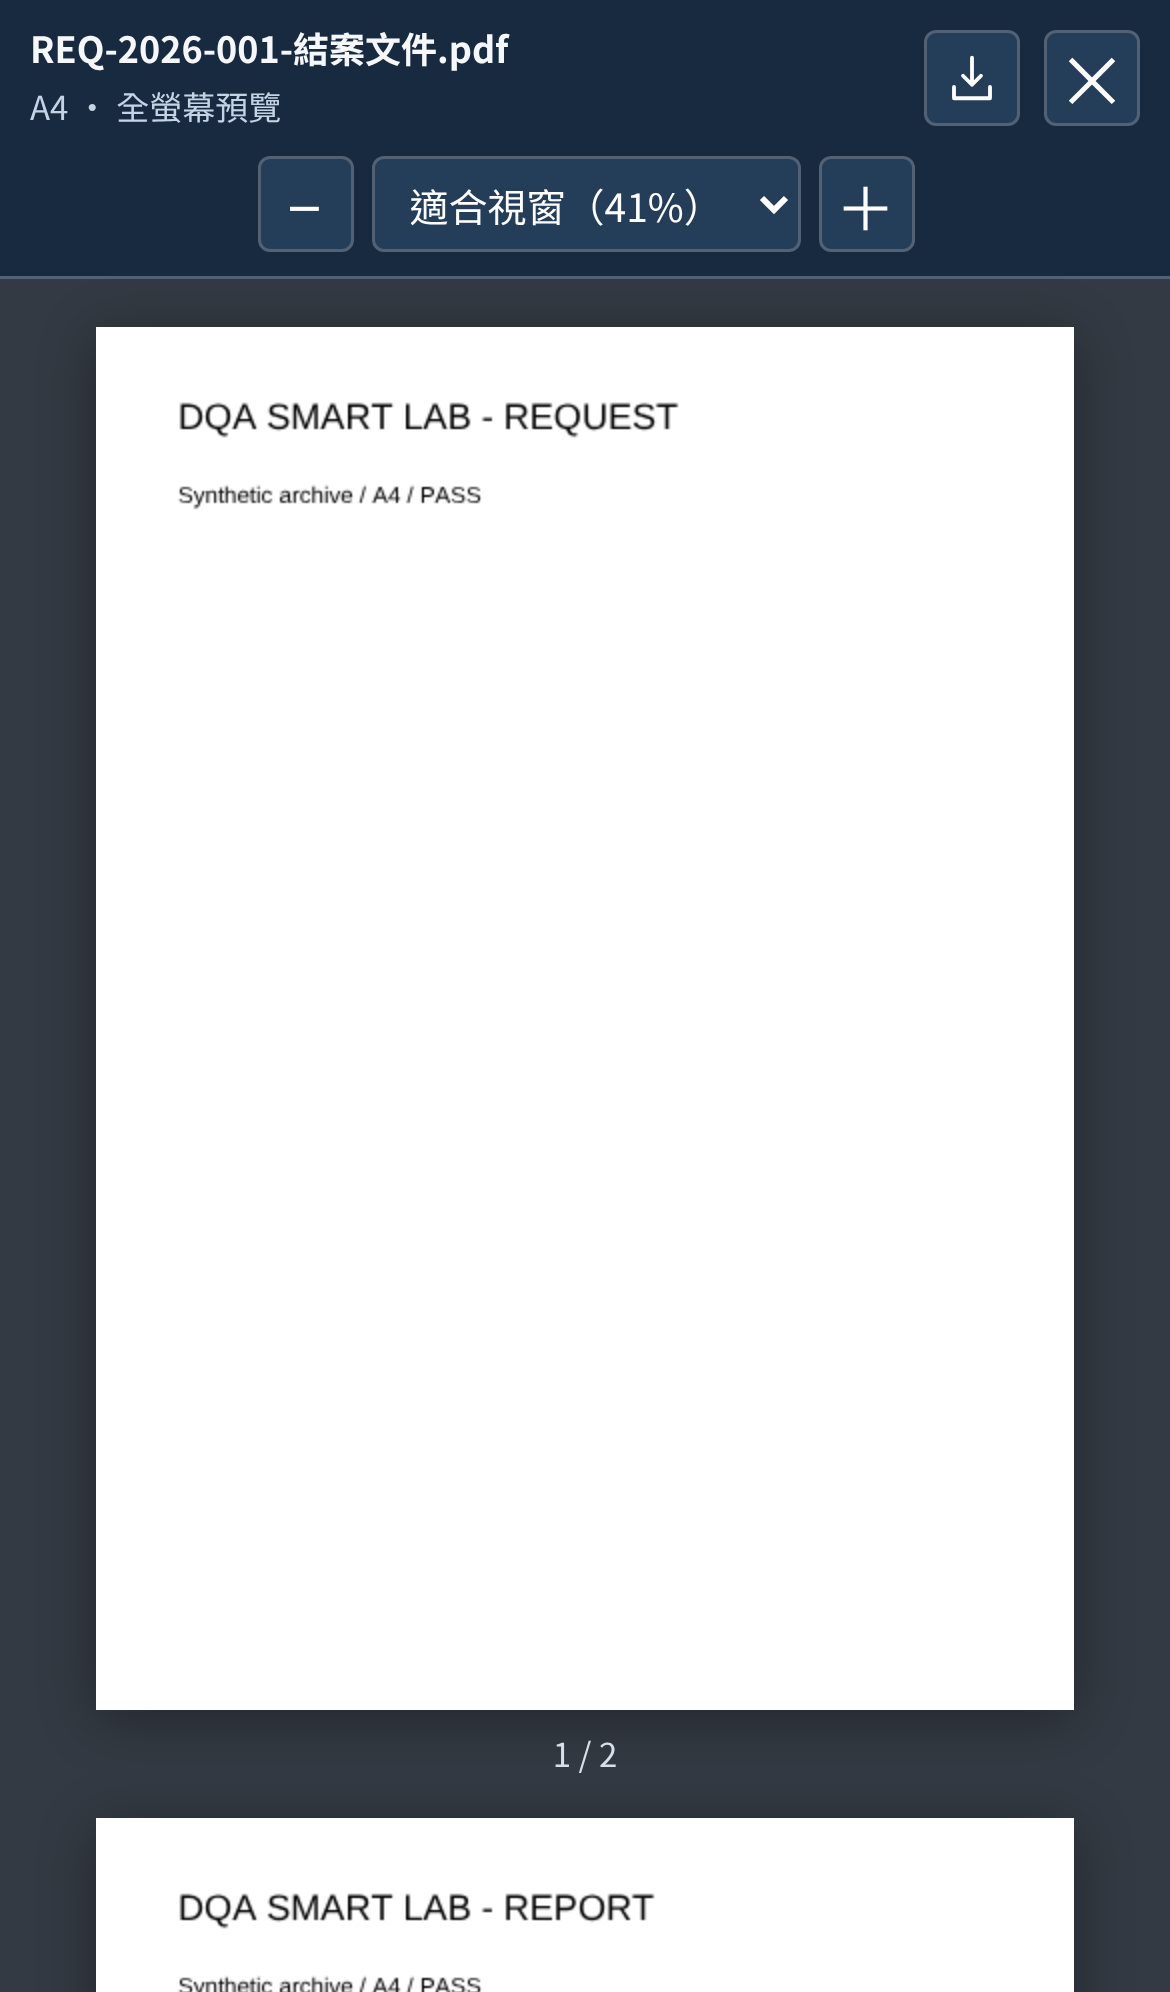 REQ-2026-001-結案文件.pdf
A4 · 全螢幕預覽
− 適合視窗（41%） +
DQA SMART LAB - REQUEST
Synthetic archive / A4 / PASS
1 / 2
DQA SMART LAB - REPORT
Synthetic archive / A4 / PASS